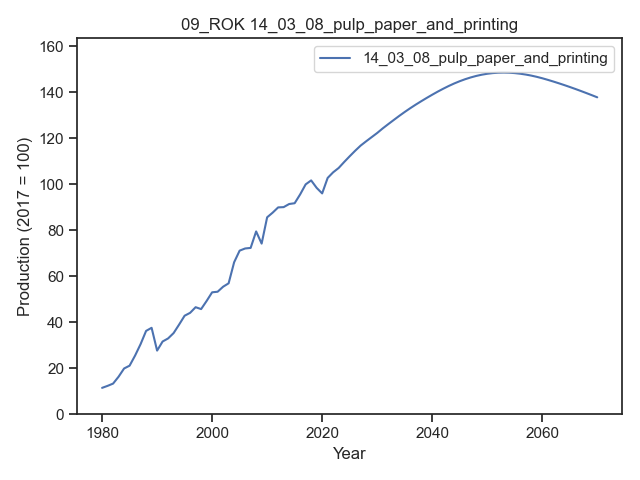 09_ROK 14_03_08_pulp_paper_and_printing
14_03_08_pulp_paper_and_printing
160
140
120
100
80
60
40
20
0
Production (2017 = 100)
1980 2000 2020 2040 2060
Year